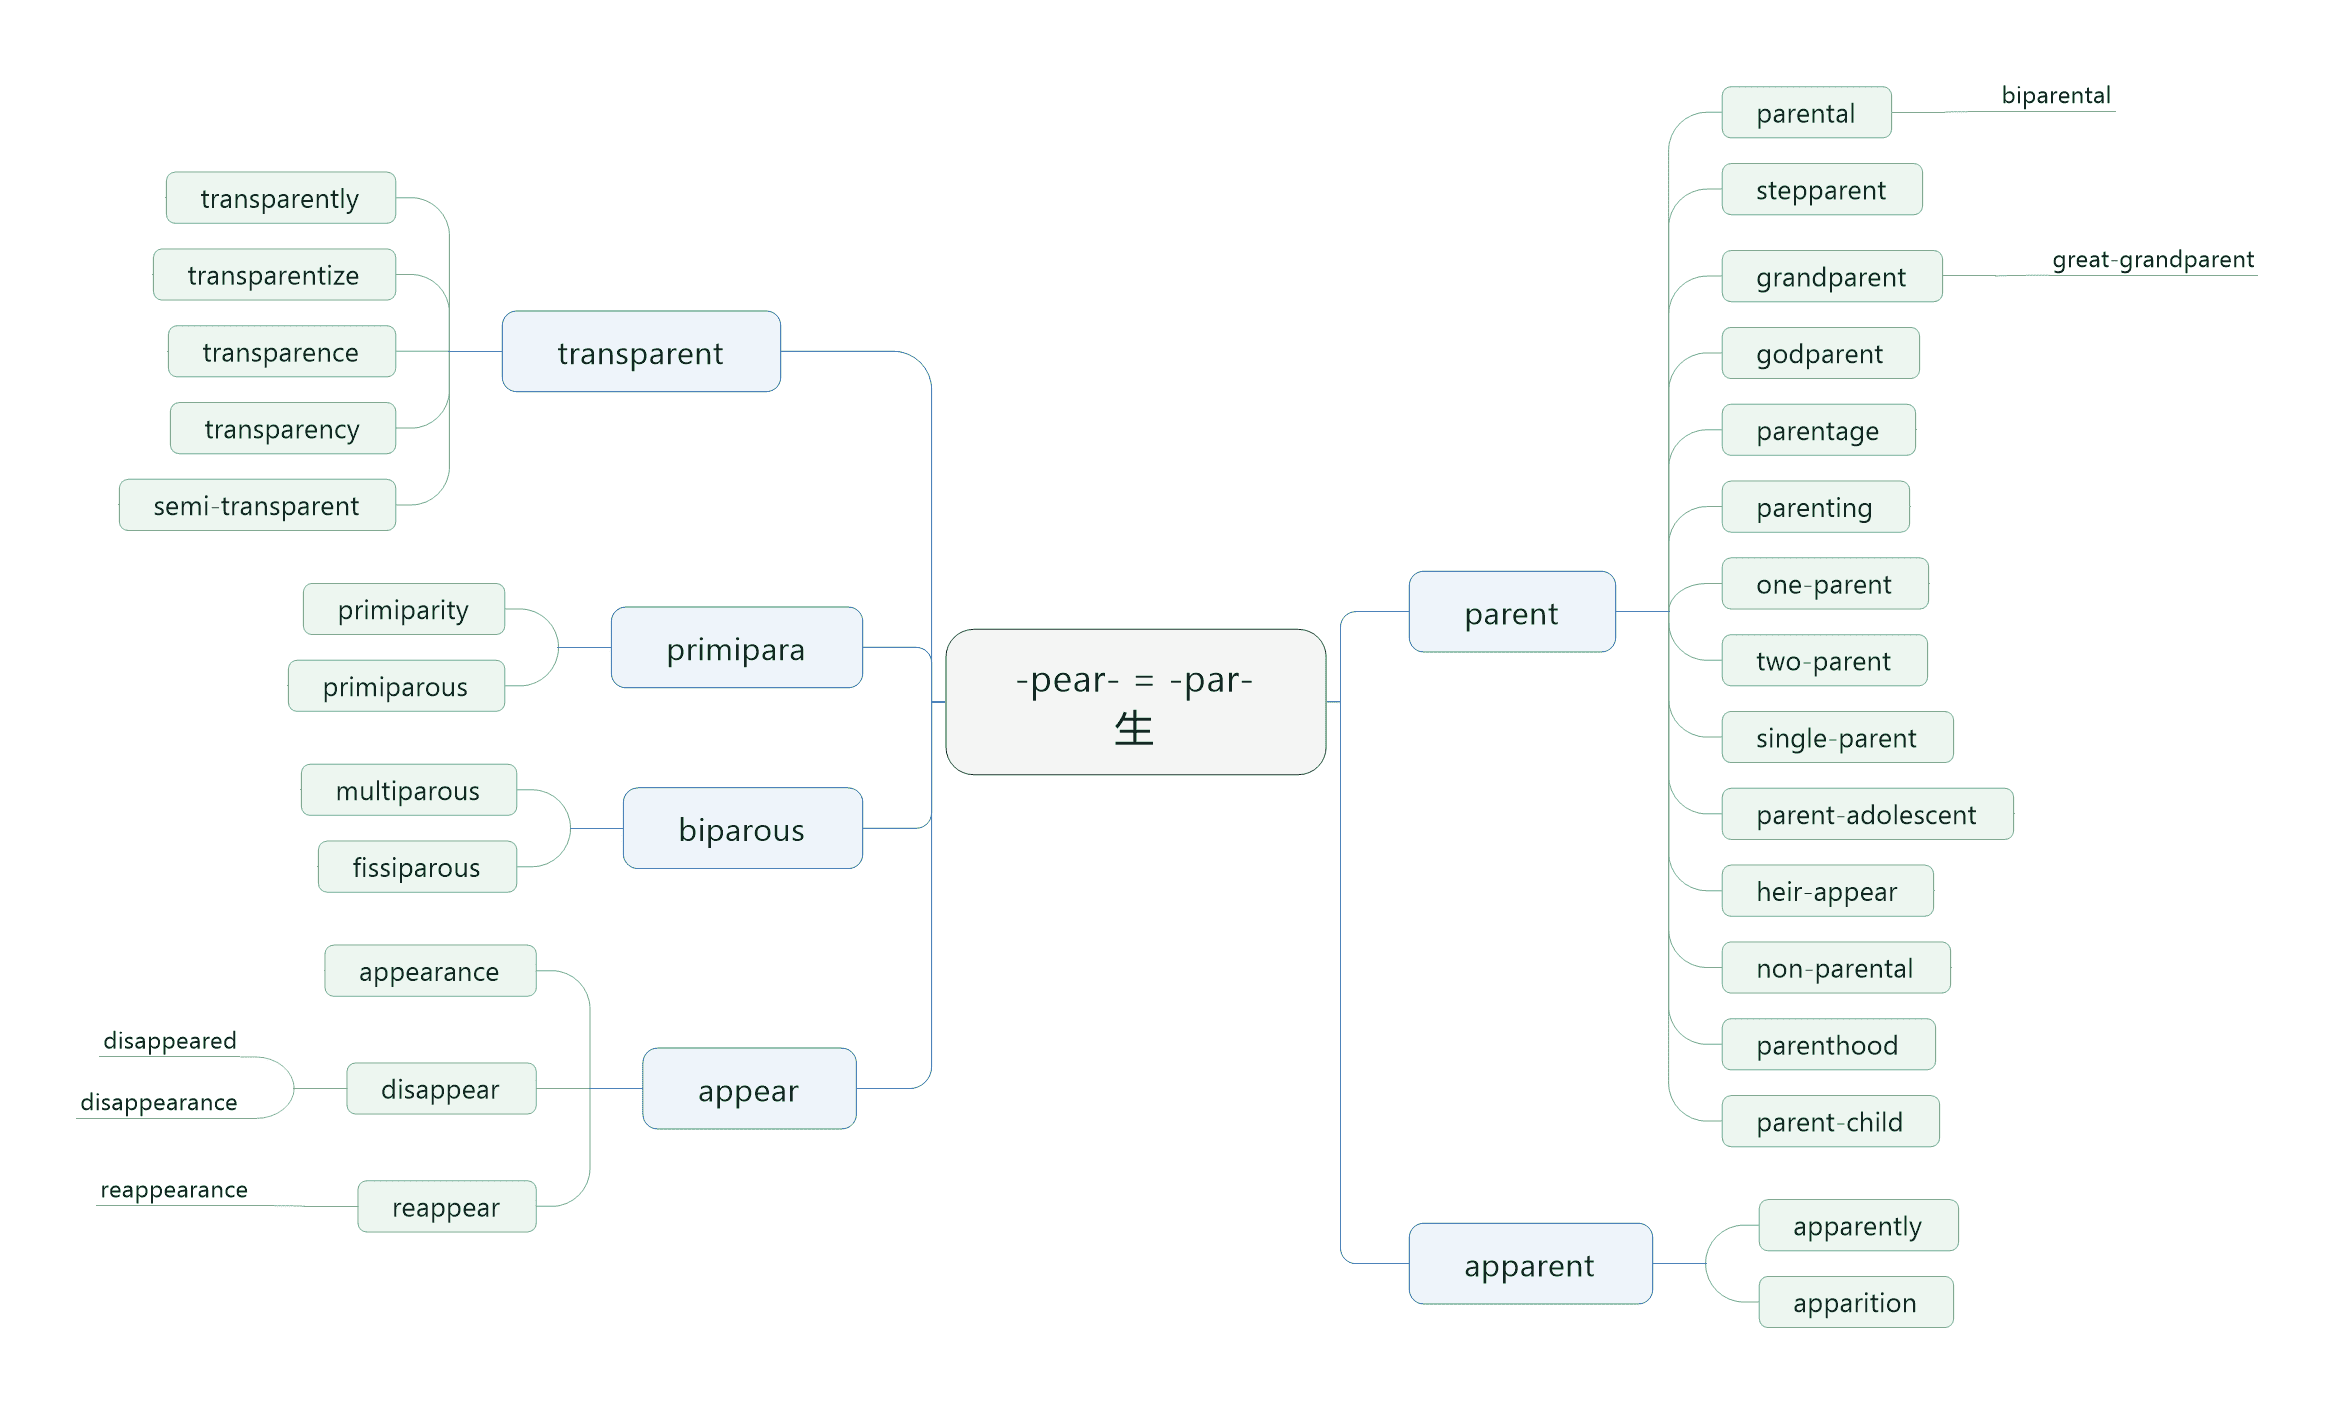 -pear- = -par-
生
parent
parental
biparental
stepparent
grandparent
great-grandparent
godparent
parentage
parenting
one-parent
two-parent
single-parent
parent-adolescent
heir-appear
non-parental
parenthood
parent-child
apparent
apparently
apparition
transparent
transparently
transparentize
transparence
transparency
semi-transparent
primipara
primiparity
primiparous
biparous
multiparous
fissiparous
appear
appearance
disappear
disappeared
disappearance
reappear
reappearance